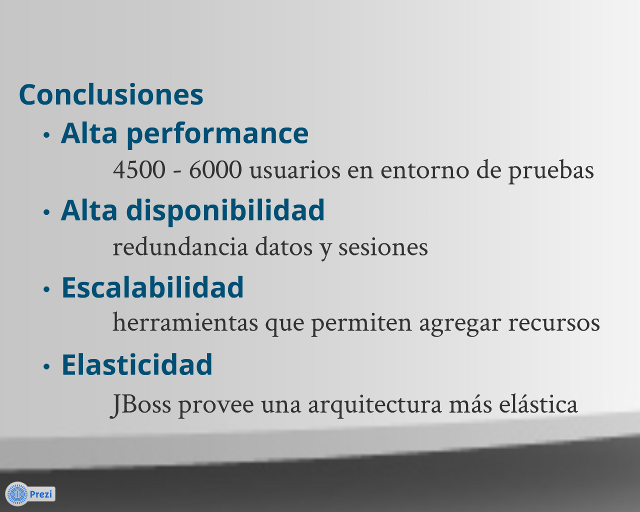 Conclusiones
• Alta performance
4500 - 6000 usuarios en entorno de pruebas
• Alta disponibilidad
redundancia datos y sesiones
• Escalabilidad
herramientas que permiten agregar recursos
• Elasticidad
JBoss provee una arquitectura más elástica
Prezi